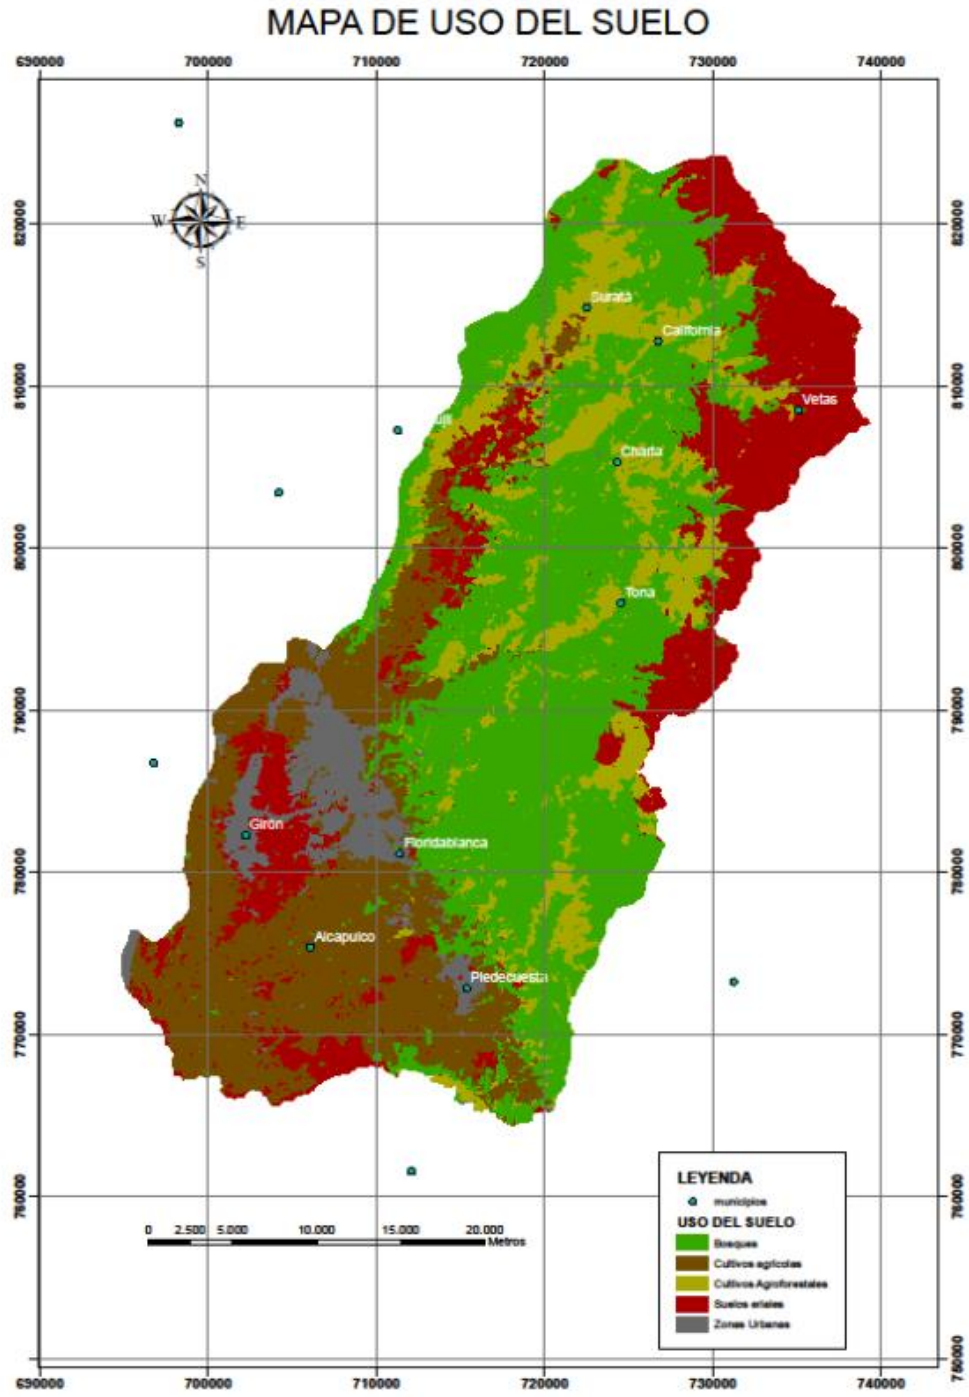 MAPA DE USO DEL SUELO
690000 700000 710000 720000 730000 740000
N
W E
S
820000 820000
Suratá
California
810000 810000
Vetas
Charta
800000 800000
Tona
790000 790000
Girón
Floridablanca
780000 780000
Alcapulco
Piedecuesta
770000 770000
760000 760000
LEYENDA
municipios
USO DEL SUELO
Bosques
Cultivos agrícolas
Cultivos Agroforestales
Suelos eriales
Zonas Urbanas
0 2.500 5.000 10.000 15.000 20.000
Metros
750000
690000 700000 710000 720000 730000 740000